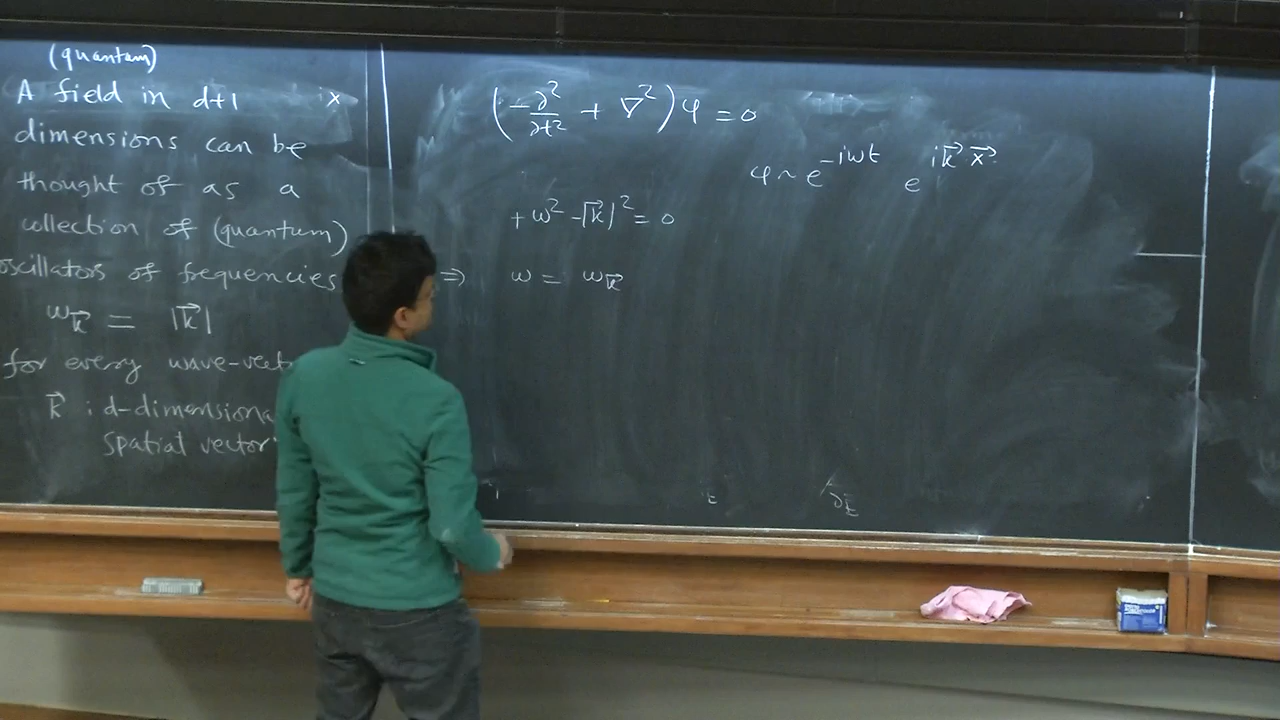 (quantum)
A field in d+1
dimensions can be
thought of as a
collection of (quantum)
oscillators of frequencies
ω_k⃗ = |k⃗|
for every wave-vect
k⃗ : d-dimensiona
spatial vector
(-∂²/∂t² + ∇²)φ = 0
φ ~ e^{-iωt} e^{ik⃗ x⃗}
+ω² - |k⃗|² = 0
⇒ ω = ω_k⃗